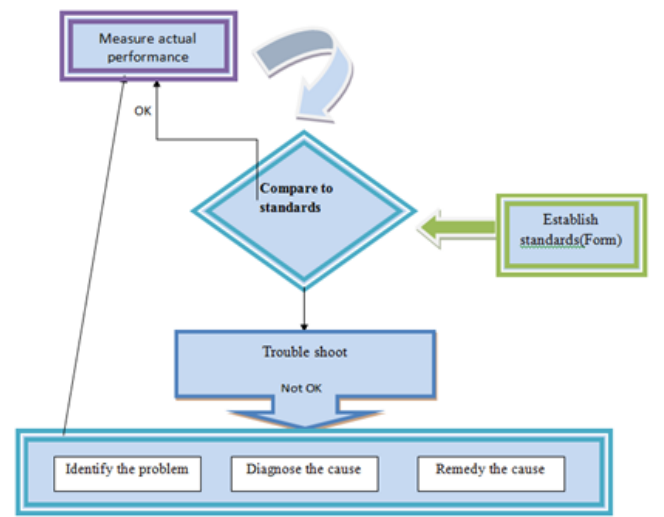 Measure actual
performance
OK
Compare to
standards
Establish
standards(Form)
Trouble shoot
Not OK
Identify the problem
Diagnose the cause
Remedy the cause